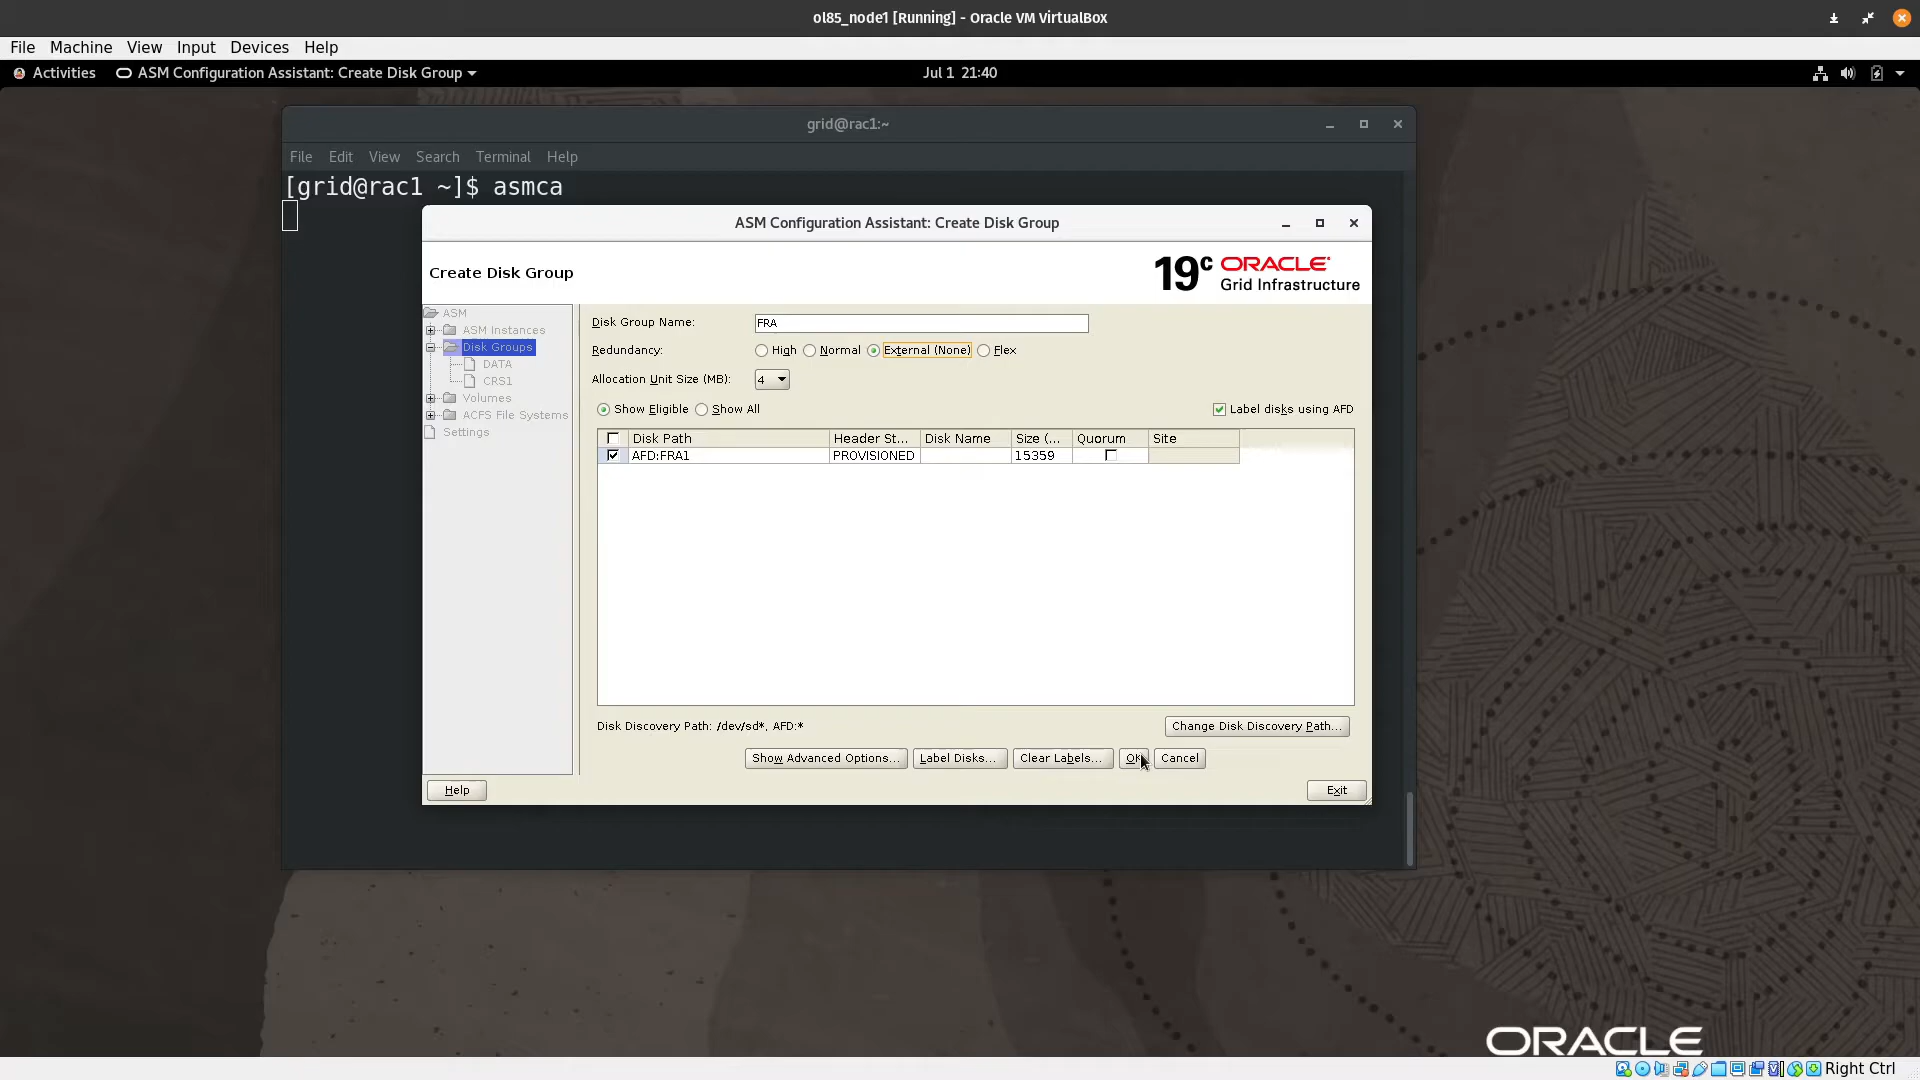 ol85_node1 [Running] - Oracle VM VirtualBox
File Machine View Input Devices Help
Activities ASM Configuration Assistant: Create Disk Group Jul 1 21:40
grid@rac1:~
File Edit View Search Terminal Help
[grid@rac1 ~]$ asmca
ASM Configuration Assistant: Create Disk Group
Create Disk Group
19c ORACLE
Grid Infrastructure
ASM
ASM Instances
Disk Groups
DATA
CRS1
Volumes
ACFS File Systems
Settings
Disk Group Name: FRA
Redundancy: High Normal External (None) Flex
Allocation Unit Size (MB): 4
Show Eligible Show All Label disks using AFD
Disk Path Header St... Disk Name Size (... Quorum Site
AFD:FRA1 PROVISIONED 15359
Disk Discovery Path: /dev/sd*, AFD:* Change Disk Discovery Path...
Show Advanced Options... Label Disks... Clear Labels... OK Cancel
Help Exit
ORACLE
Right Ctrl